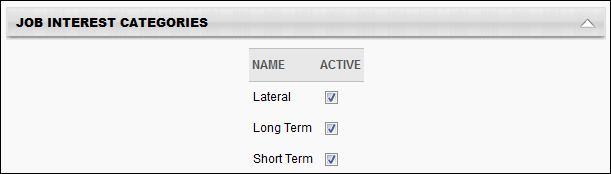 JOB INTEREST CATEGORIES
NAME ACTIVE
Lateral
Long Term
Short Term